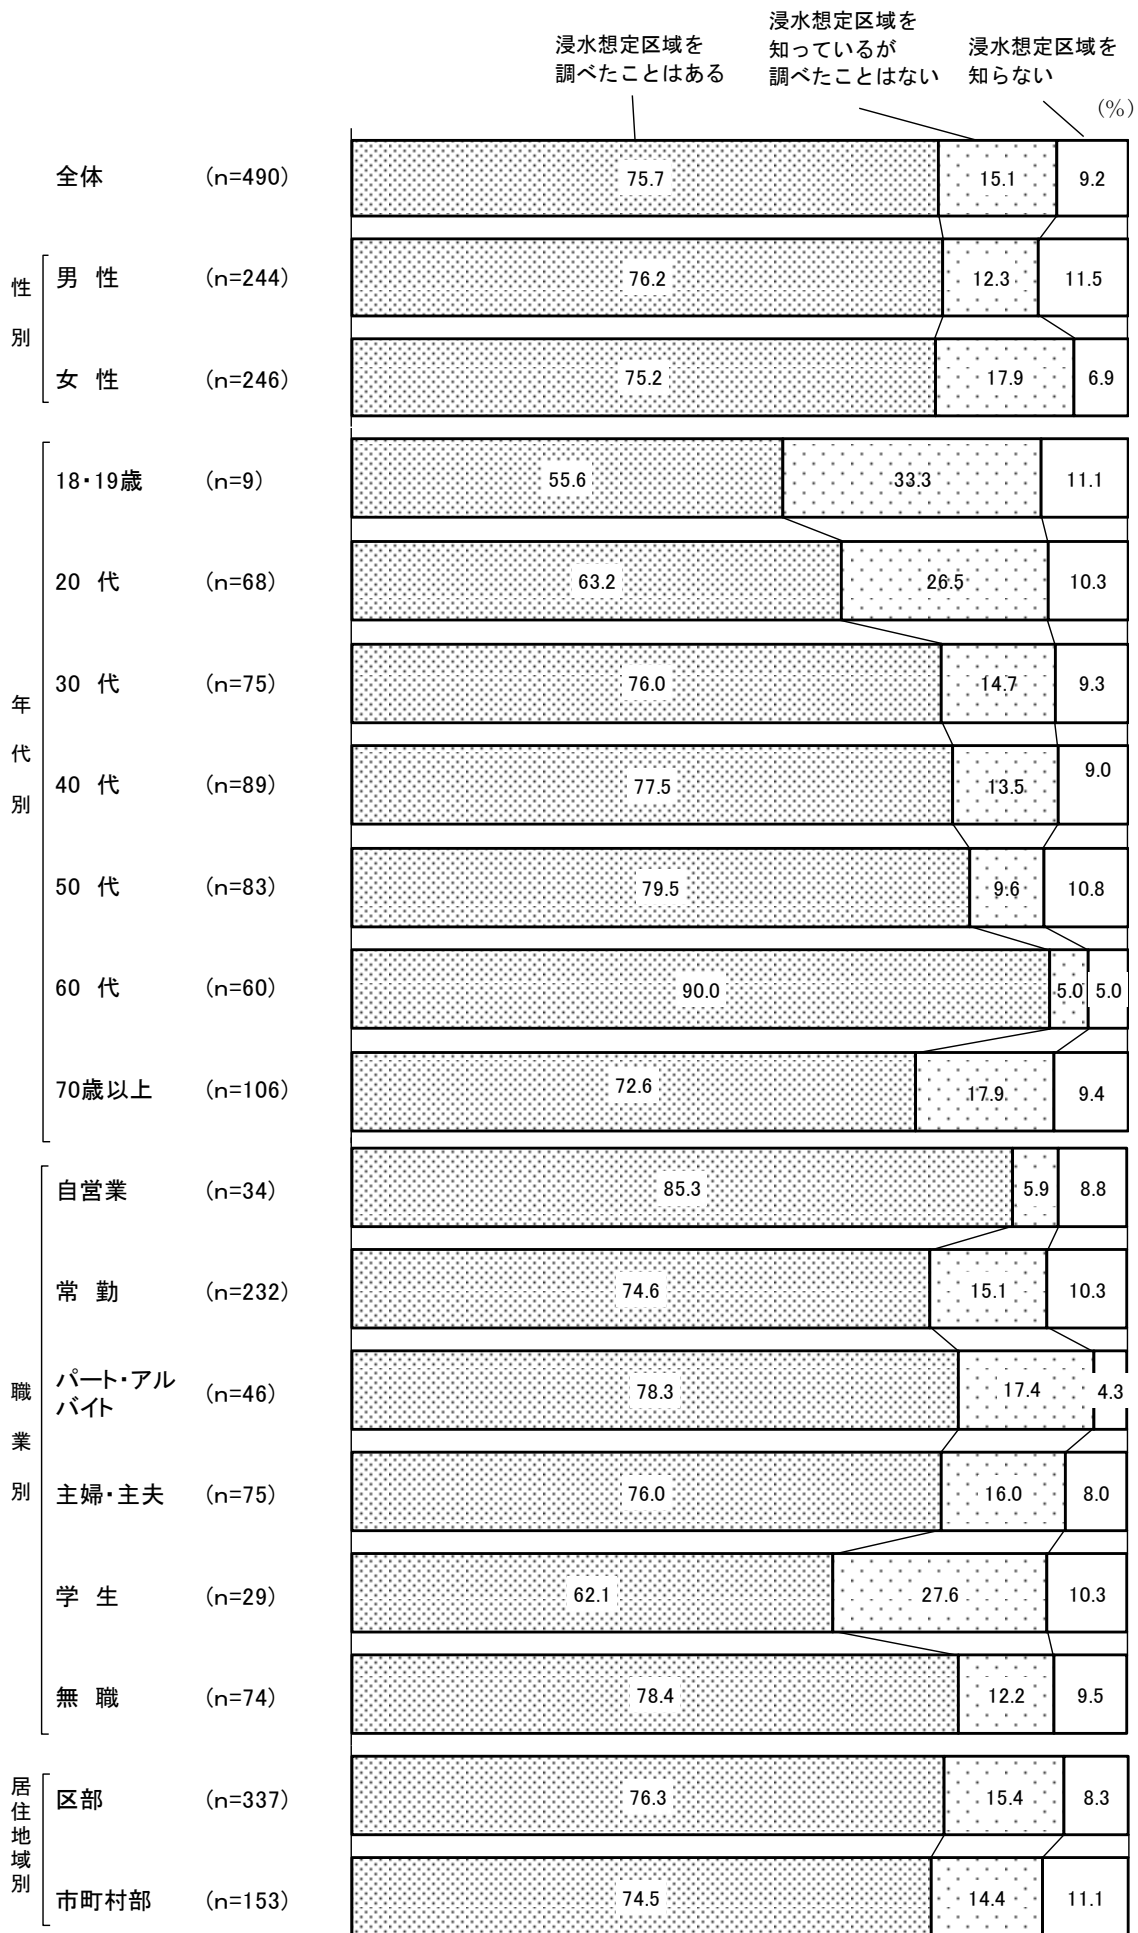 浸水想定区域を
調べたことはある
浸水想定区域を
知っているが
調べたことはない
浸水想定区域を
知らない
(%)
全体 (n=490) 75.7 15.1 9.2
性別
男 性 (n=244) 76.2 12.3 11.5
女 性 (n=246) 75.2 17.9 6.9
年代別
18・19歳 (n=9) 55.6 33.3 11.1
20 代 (n=68) 63.2 26.5 10.3
30 代 (n=75) 76.0 14.7 9.3
40 代 (n=89) 77.5 13.5 9.0
50 代 (n=83) 79.5 9.6 10.8
60 代 (n=60) 90.0 5.0 5.0
70歳以上 (n=106) 72.6 17.9 9.4
職業別
自営業 (n=34) 85.3 5.9 8.8
常 勤 (n=232) 74.6 15.1 10.3
パート・アル
バイト (n=46) 78.3 17.4 4.3
主婦・主夫 (n=75) 76.0 16.0 8.0
学 生 (n=29) 62.1 27.6 10.3
無 職 (n=74) 78.4 12.2 9.5
居住地域別
区部 (n=337) 76.3 15.4 8.3
市町村部 (n=153) 74.5 14.4 11.1